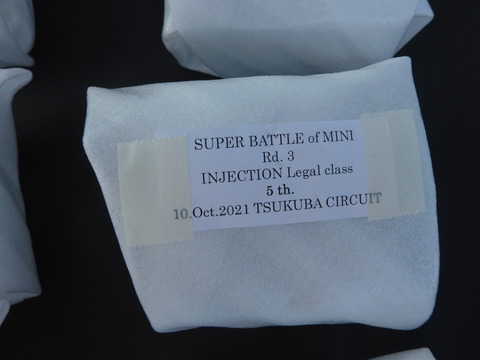 SUPER BATTLE of MINI
Rd. 3
INJECTION Legal class
5 th.
10.Oct.2021 TSUKUBA CIRCUIT